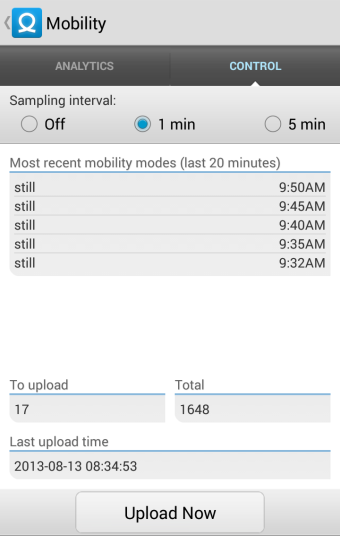 Mobility
ANALYTICS CONTROL
Sampling interval:
Off 1 min 5 min
Most recent mobility modes (last 20 minutes)
still 9:50AM
still 9:45AM
still 9:40AM
still 9:35AM
still 9:32AM
To upload Total
17 1648
Last upload time
2013-08-13 08:34:53
Upload Now